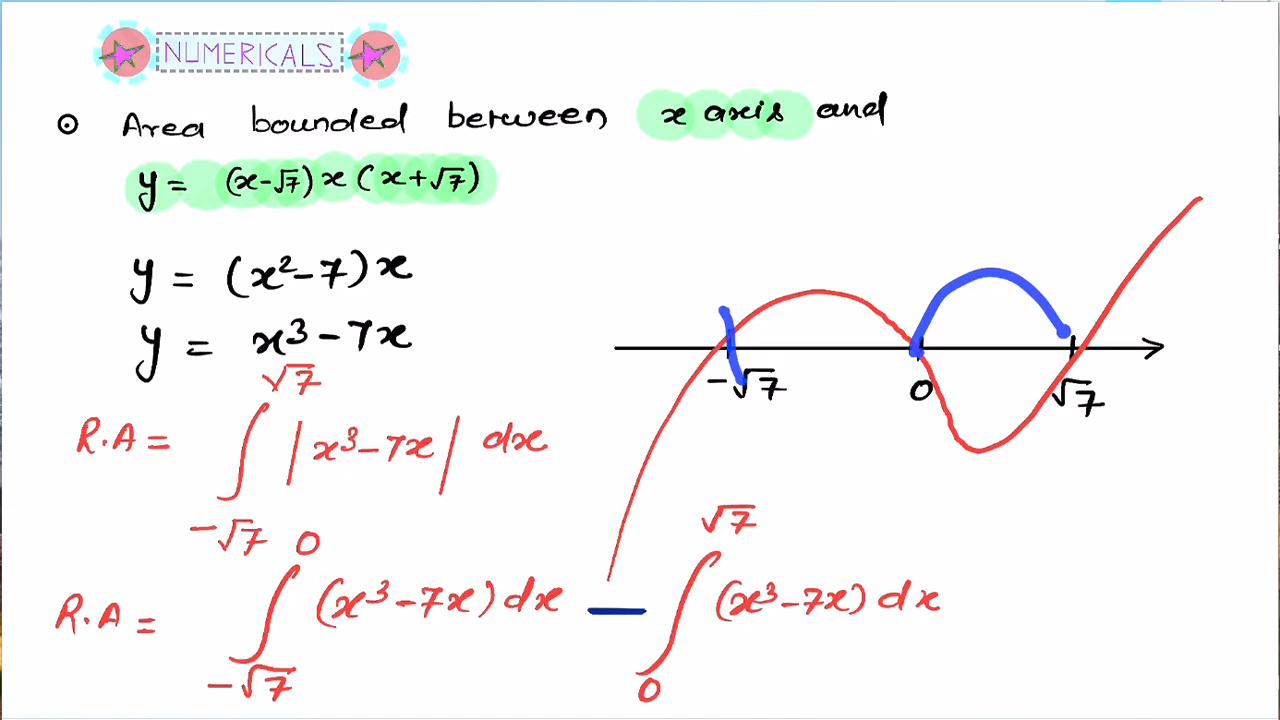 NUMERICALS
⊙ Area bounded between x axis and
y = (x-√7) x (x+√7)
y = (x²-7)x
y = x³-7x
R.A = ∫_{-√7}^{√7} |x³-7x| dx
-√7 0 √7
R.A = ∫_{-√7}^{0} (x³-7x) dx — ∫_{0}^{√7} (x³-7x) dx